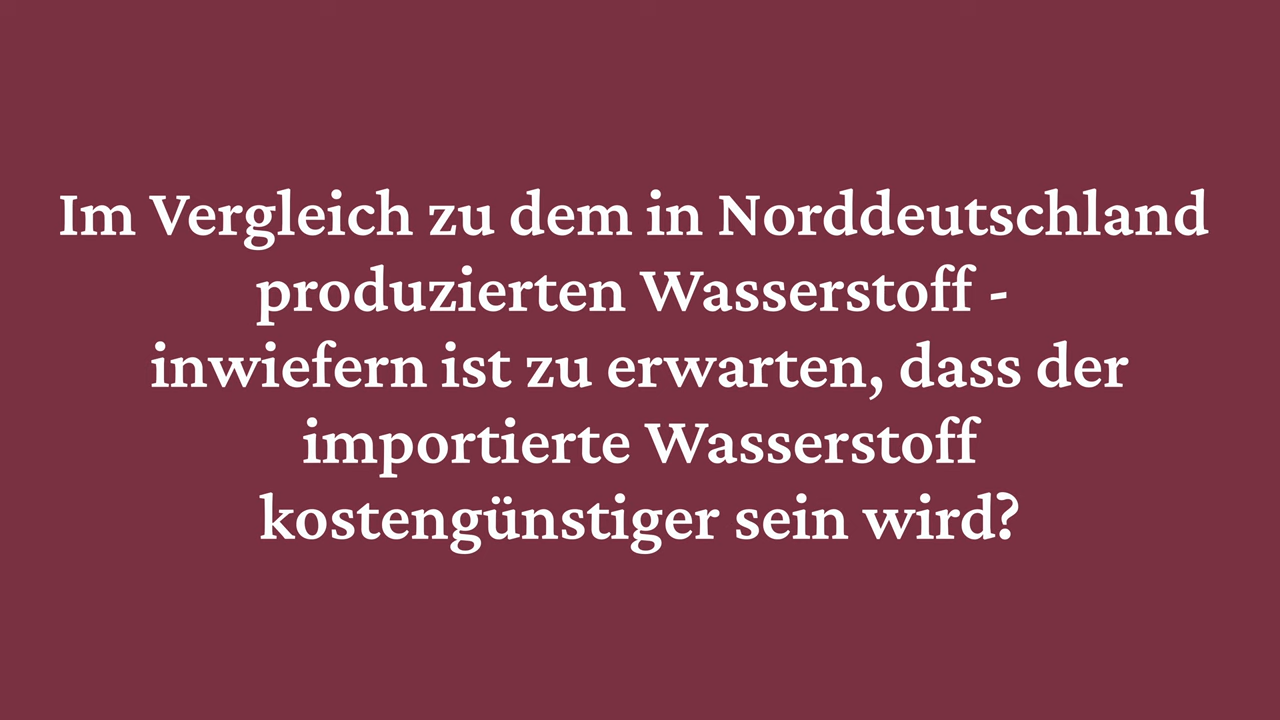 Im Vergleich zu dem in Norddeutschland
produzierten Wasserstoff -
inwiefern ist zu erwarten, dass der
importierte Wasserstoff
kostengünstiger sein wird?